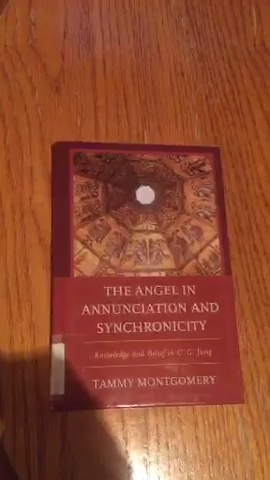 THE ANGEL IN
ANNUNCIATION AND
SYNCHRONICITY
Knowledge and Belief in C. G. Jung
TAMMY MONTGOMERY